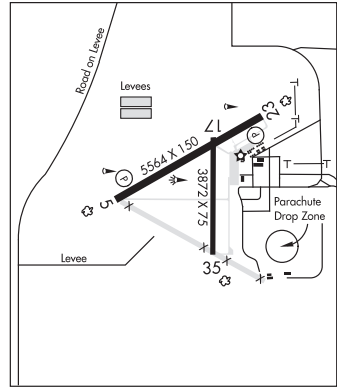 Road on Levee
Levees
23
17
P
5564 X 150
P
3872 X 75
5
Parachute
Drop Zone
Levee
35